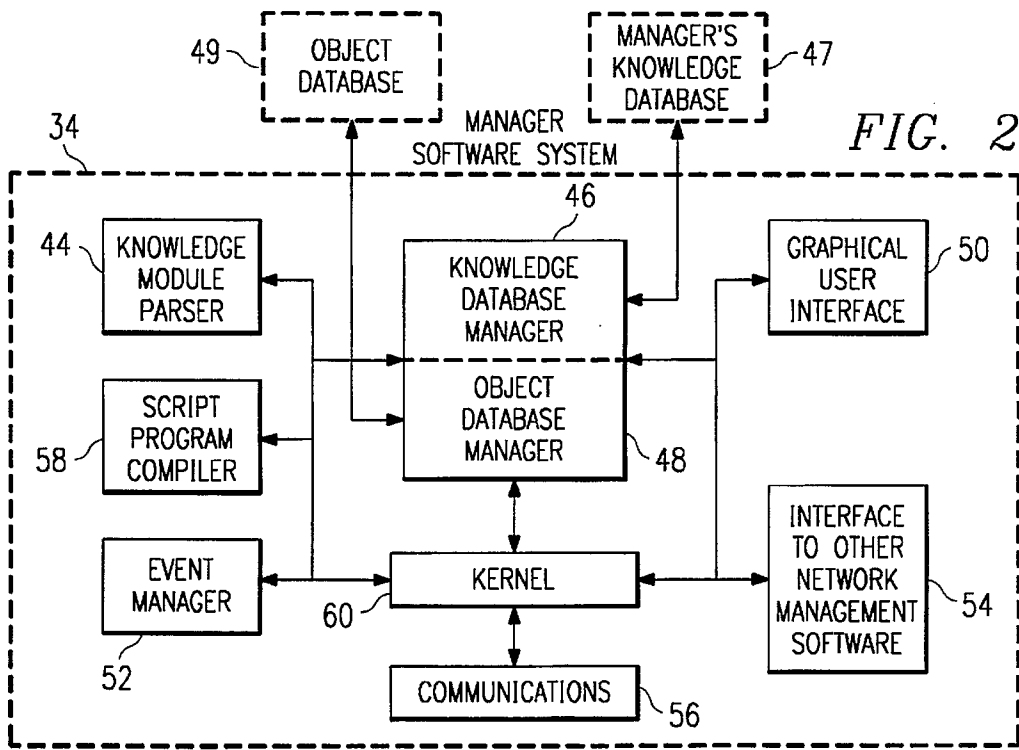 49
OBJECT
DATABASE
MANAGER'S
KNOWLEDGE
DATABASE
47
FIG. 2
MANAGER
SOFTWARE SYSTEM
34
46
44
KNOWLEDGE
MODULE
PARSER
KNOWLEDGE
DATABASE
MANAGER
GRAPHICAL
USER
INTERFACE
50
58
SCRIPT
PROGRAM
COMPILER
OBJECT
DATABASE
MANAGER
48
EVENT
MANAGER
52
KERNEL
60
INTERFACE
TO OTHER
NETWORK
MANAGEMENT
SOFTWARE
54
COMMUNICATIONS
56